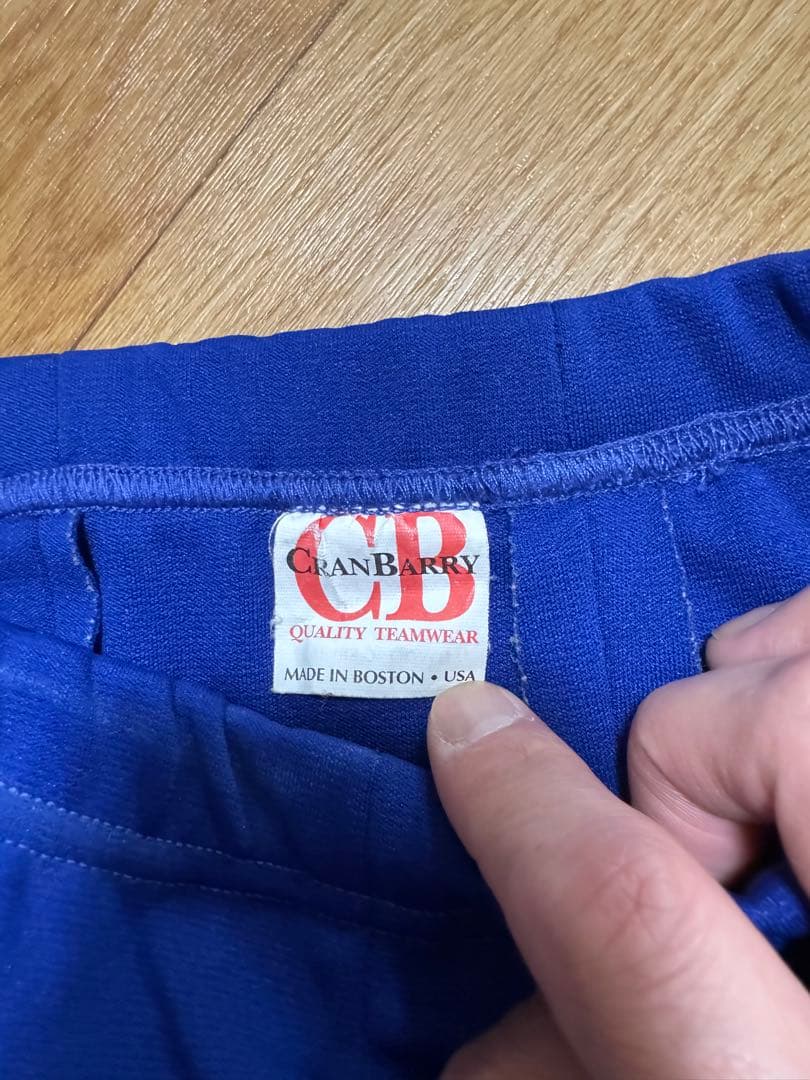 CB
CRANBARRY
QUALITY TEAMWEAR
MADE IN BOSTON • USA